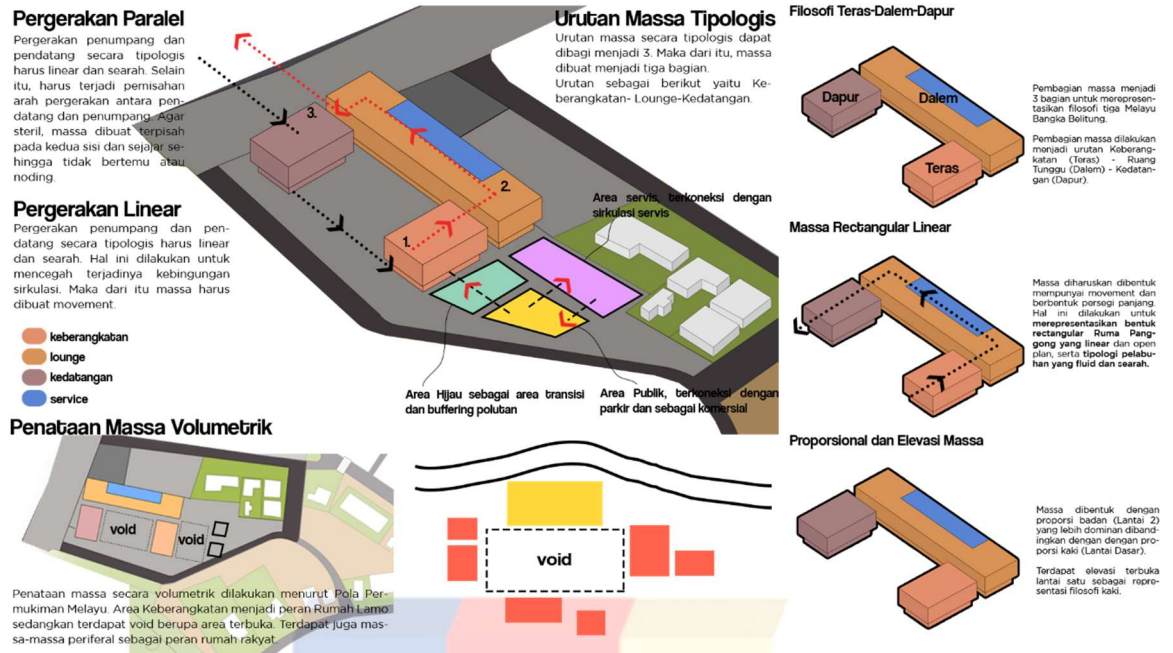 Pergerakan Paralel
Pergerakan penumpang dan
pendatang secara tipologis
harus linear dan searah. Selain
itu, harus terjadi pemisahan
arah pergerakan antara pen-
datang dan penumpang. Agar
steril, massa dibuat terpisah
pada kedua sisi dan sejajar se-
hingga tidak bertemu atau
noding.
Pergerakan Linear
Pergerakan penumpang dan pen-
datang secara tipologis harus linear
dan searah. Hal ini dilakukan untuk
mencegah terjadinya kebingungan
sirkulasi. Maka dari itu massa harus
dibuat movement.
keberangkatan
lounge
kedatangan
service
Urutan Massa Tipologis
Urutan massa secara tipologis dapat
dibagi menjadi 3. Maka dari itu, massa
dibuat menjadi tiga bagian.
Urutan sebagai berikut yaitu Ke-
berangkatan- Lounge-Kedatangan.
3.
2.
1.
Area servis, terkoneksi dengan
sirkulasi servis
Area Hijau sebagai area transisi
dan buffering polutan
Area Publik, terkoneksi dengan
parkir dan sebagai komersial
Penataan Massa Volumetrik
void
void
Penataan massa secara volumetrik dilakukan menurut Pola Per-
mukiman Melayu. Area Keberangkatan menjadi peran Rumah Lamo
sedangkan terdapat void berupa area terbuka. Terdapat juga mas-
sa-massa periferal sebagai peran rumah rakyat.
void
Filosofi Teras-Dalem-Dapur
Dapur
Dalem
Teras
Pembagian massa menjadi
3 bagian untuk merepresen-
tasikan filosofi tiga Melayu
Bangka Belitung.
Pembagian massa dilakukan
menjadi urutan Keberang-
katan (Teras) - Ruang
Tunggu (Dalem) - Kedatan-
gan (Dapur).
Massa Rectangular Linear
Massa diharuskan dibentuk
mempunyai movement dan
berbentuk persegi panjang.
Hal ini dilakukan untuk
merepresentasikan bentuk
rectangular Ruma Pang-
gong yang linear dan open
plan, serta tipologi pelabu-
han yang fluid dan searah.
Proporsional dan Elevasi Massa
Massa dibentuk dengan
proporsi badan (Lantai 2)
yang lebih dominan diband-
ingkan dengan dengan pro-
porsi kaki (Lantai Dasar).
Terdapat elevasi terbuka
lantai satu sebagai repre-
sentasi filosofi kaki.